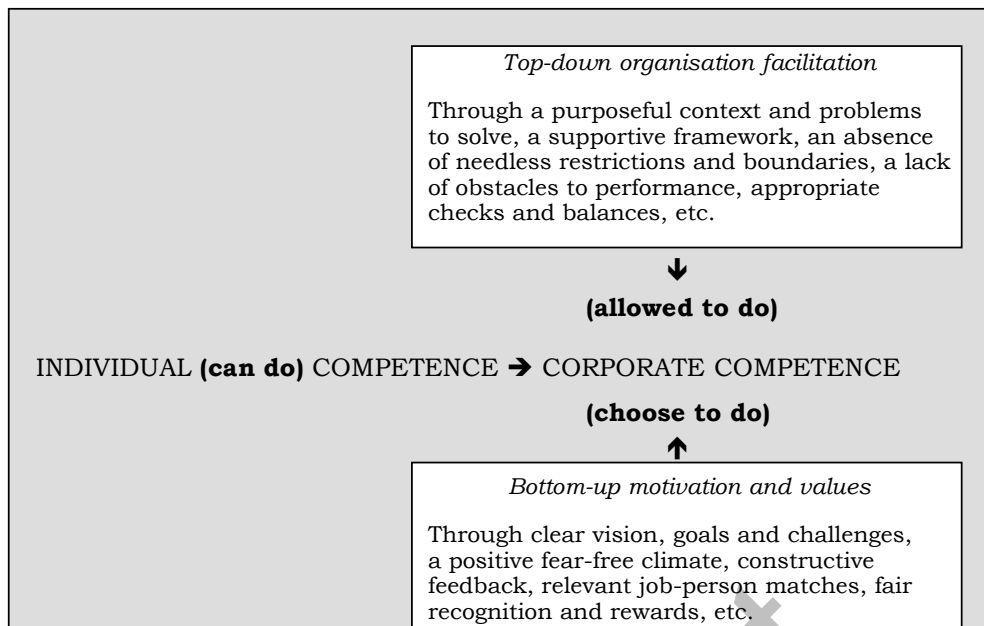 Top-down organisation facilitation
Through a purposeful context and problems
to solve, a supportive framework, an absence
of needless restrictions and boundaries, a lack
of obstacles to performance, appropriate
checks and balances, etc.
(allowed to do)
INDIVIDUAL (can do) COMPETENCE ➔ CORPORATE COMPETENCE
(choose to do)
Bottom-up motivation and values
Through clear vision, goals and challenges,
a positive fear-free climate, constructive
feedback, relevant job-person matches, fair
recognition and rewards, etc.